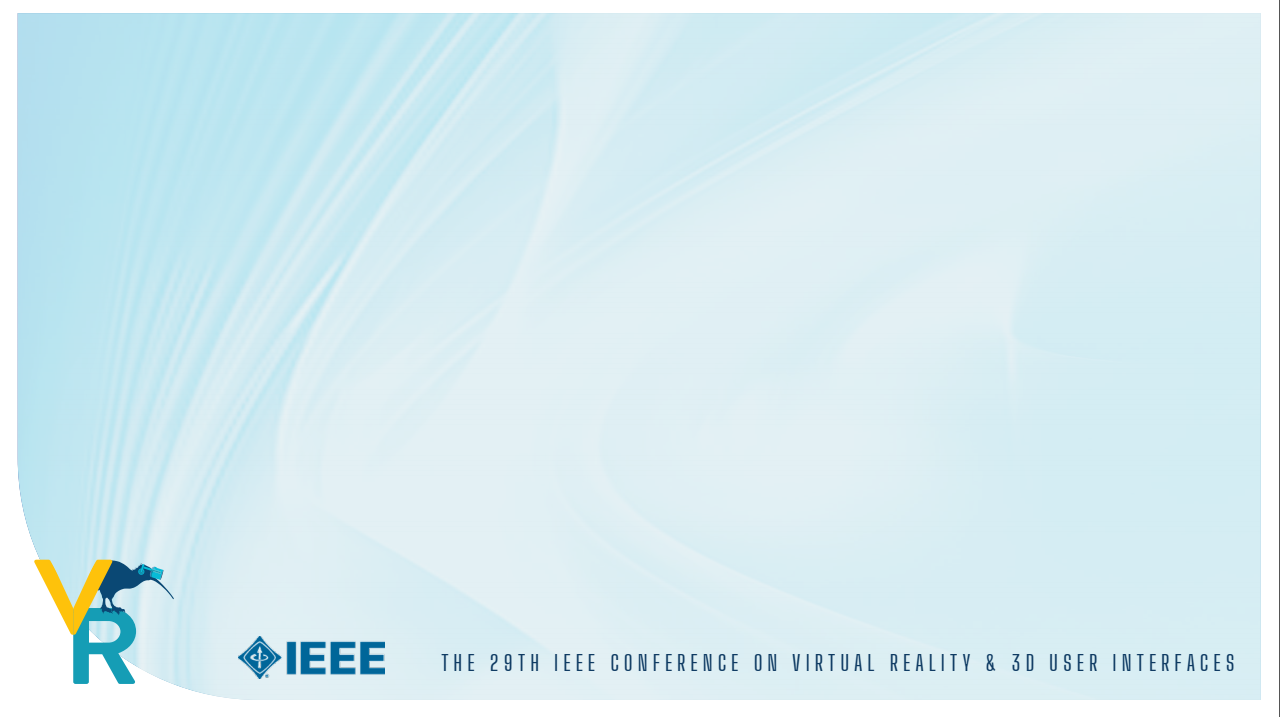 VR
IEEE
THE 29TH IEEE CONFERENCE ON VIRTUAL REALITY & 3D USER INTERFACES